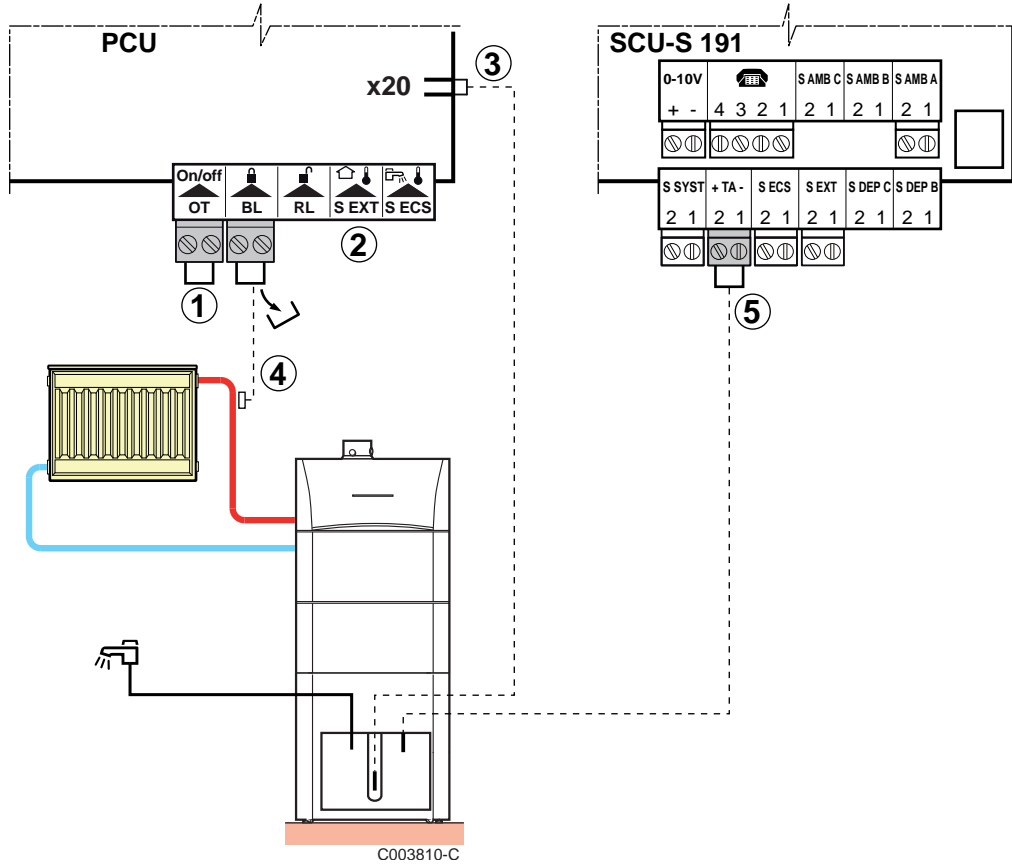 PCU
x20
3
On/off
OT BL RL S EXT S ECS
1
2
4
SCU-S 191
0-10V S AMB C S AMB B S AMB A
+ - 4 3 2 1 2 1 2 1 2 1
S SYST + TA - S ECS S EXT S DEP C S DEP B
2 1 2 1 2 1 2 1 2 1 2 1
5
C003810-C